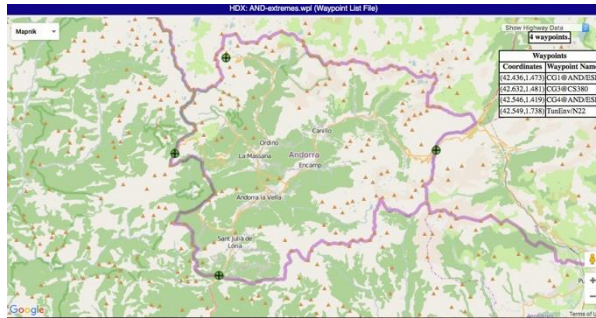 HDX: AND-extremes.wpl (Waypoint List File)
Mapnik
Show Highway Data
4 waypoints.
Waypoints
Coordinates Waypoint Name
(42.436,1.473) CG1@AND/ES
(42.632,1.481) CG3@CS380
(42.546,1.419) CG4@AND/ES
(42.549,1.738) TunEnv/N22
Canillo
Ordino
La Massana
Andorra
Encamp
Andorra la Vella
Sant Julià de
Lòria
Google
Terms of U